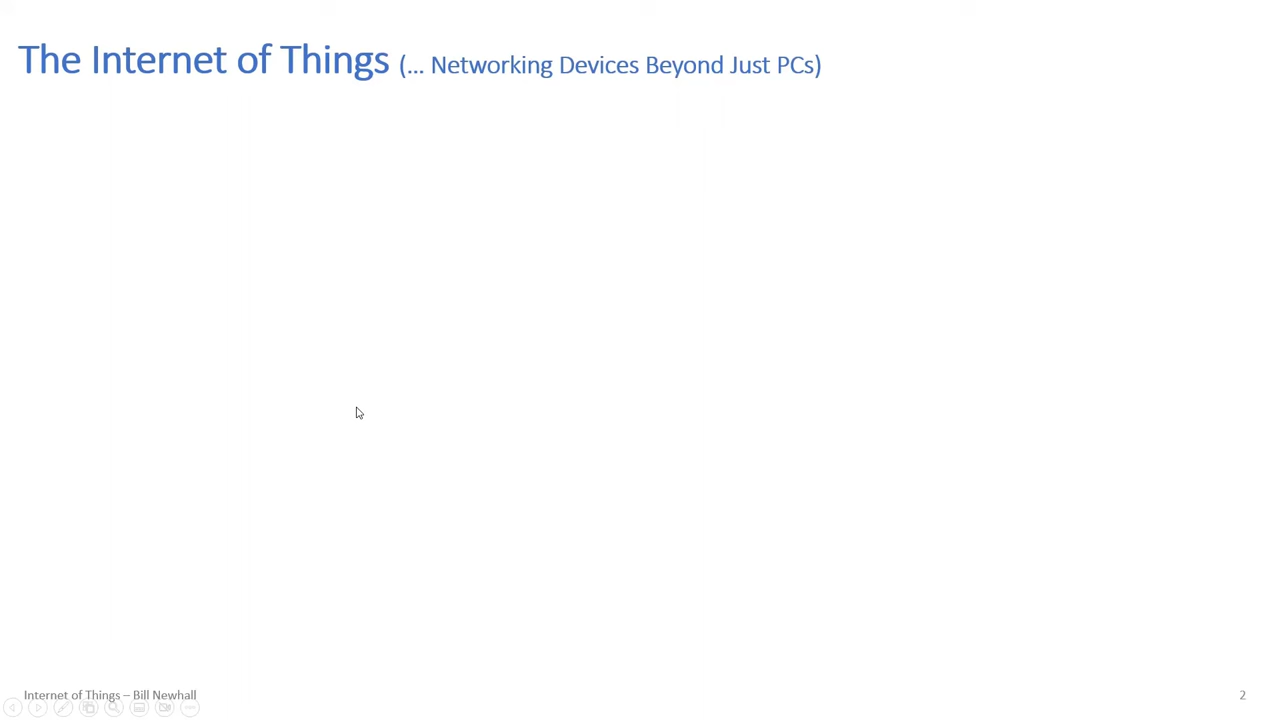 The Internet of Things (... Networking Devices Beyond Just PCs)
Internet of Things – Bill Newhall
2